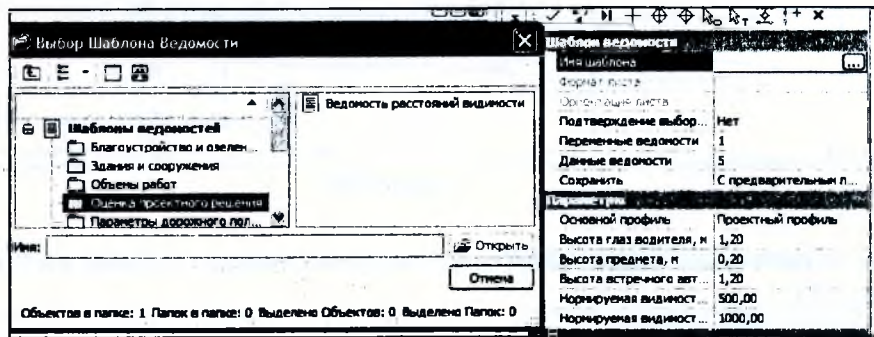 Выбор Шаблона Ведомости
Шаблоны ведомостей
Благоустройство и озелен...
Здания и сооружения
Объемы работ
Оценка проектного решения
Параметры дорожного пол...
Ведомость расстояний видимости
Имя:
Открыть
Отмена
Объектов в папке: 1 Папок в папке: 0 Выделено Объектов: 0 Выделено Папок: 0
Шаблон ведомости
Имя шаблона ...
Формат листа
Ориентация листа
Подтверждение выбор... Нет
Переменные ведомости 1
Данные ведомости 5
Сохранить С предварительным п...
Параметры
Основной профиль Проектный профиль
Высота глаз водителя, м 1,20
Высота предмета, м 0,20
Высота встречного авт... 1,20
Нормируемая видимост... 500,00
Нормируемая видимост... 1000,00